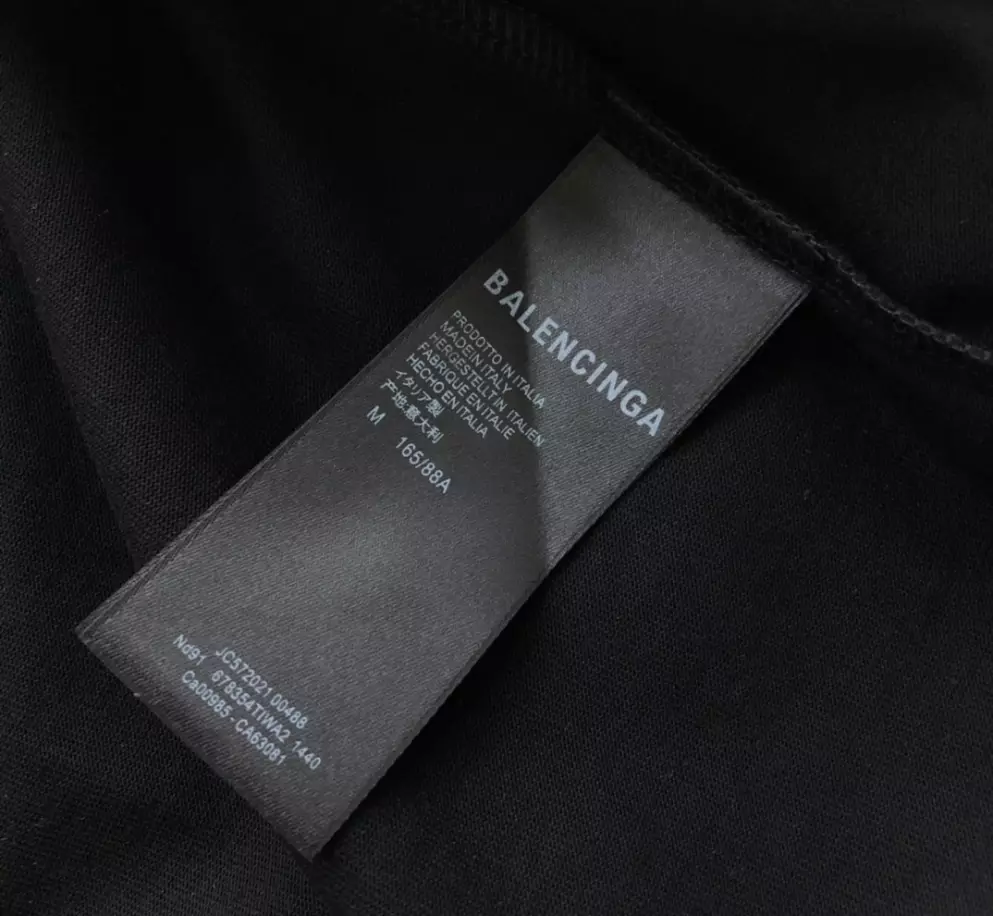 BALENCINGA
PRODOTTO IN ITALIA
MADE IN ITALY
HERGESTELLT IN ITALIEN
FABRIQUE EN ITALIE
HECHO EN ITALIA
イタリア製
产地:意大利
M 165/88A
JC572021 00488
Nd91 678354TIWA2 1440
Ca00985-CA63081